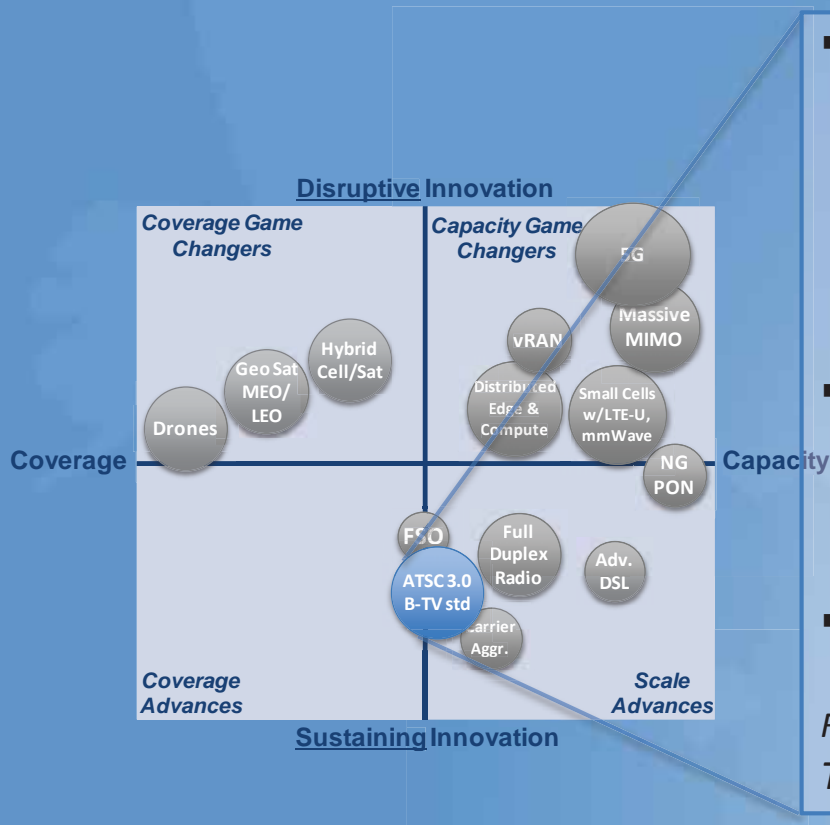 Disruptive Innovation
Coverage Game
Changers
Capacity Game
Changers
5G
Massive
MIMO
vRAN
Hybrid
Cell/Sat
Geo Sat
MEO/
LEO
Drones
Distributed
Edge &
Compute
Small Cells
w/LTE-U,
mmWave
Coverage
Capacity
NG
PON
FSO
Full
Duplex
Radio
Adv.
DSL
ATSC 3.0
B-TV std
Carrier
Aggr.
Coverage
Advances
Scale
Advances
Sustaining Innovation